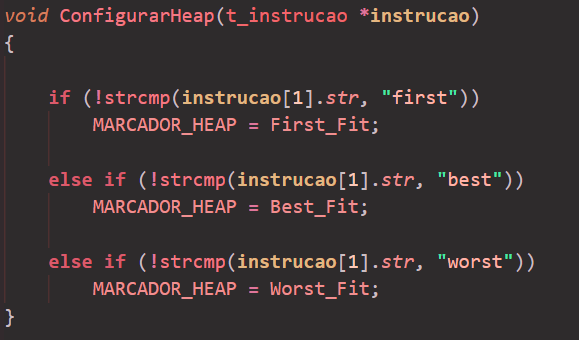 void ConfigurarHeap(t_instrucao *instrucao)
{
if (!strcmp(instrucao[1].str, "first"))
MARCADOR_HEAP = First_Fit;
else if (!strcmp(instrucao[1].str, "best"))
MARCADOR_HEAP = Best_Fit;
else if (!strcmp(instrucao[1].str, "worst"))
MARCADOR_HEAP = Worst_Fit;
}